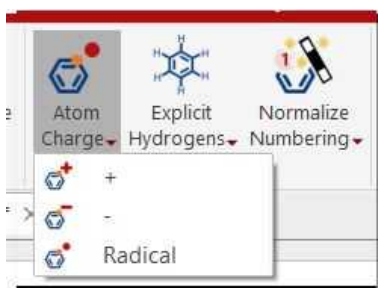 Atom Explicit Normalize
Charge Hydrogens Numbering
+
-
Radical